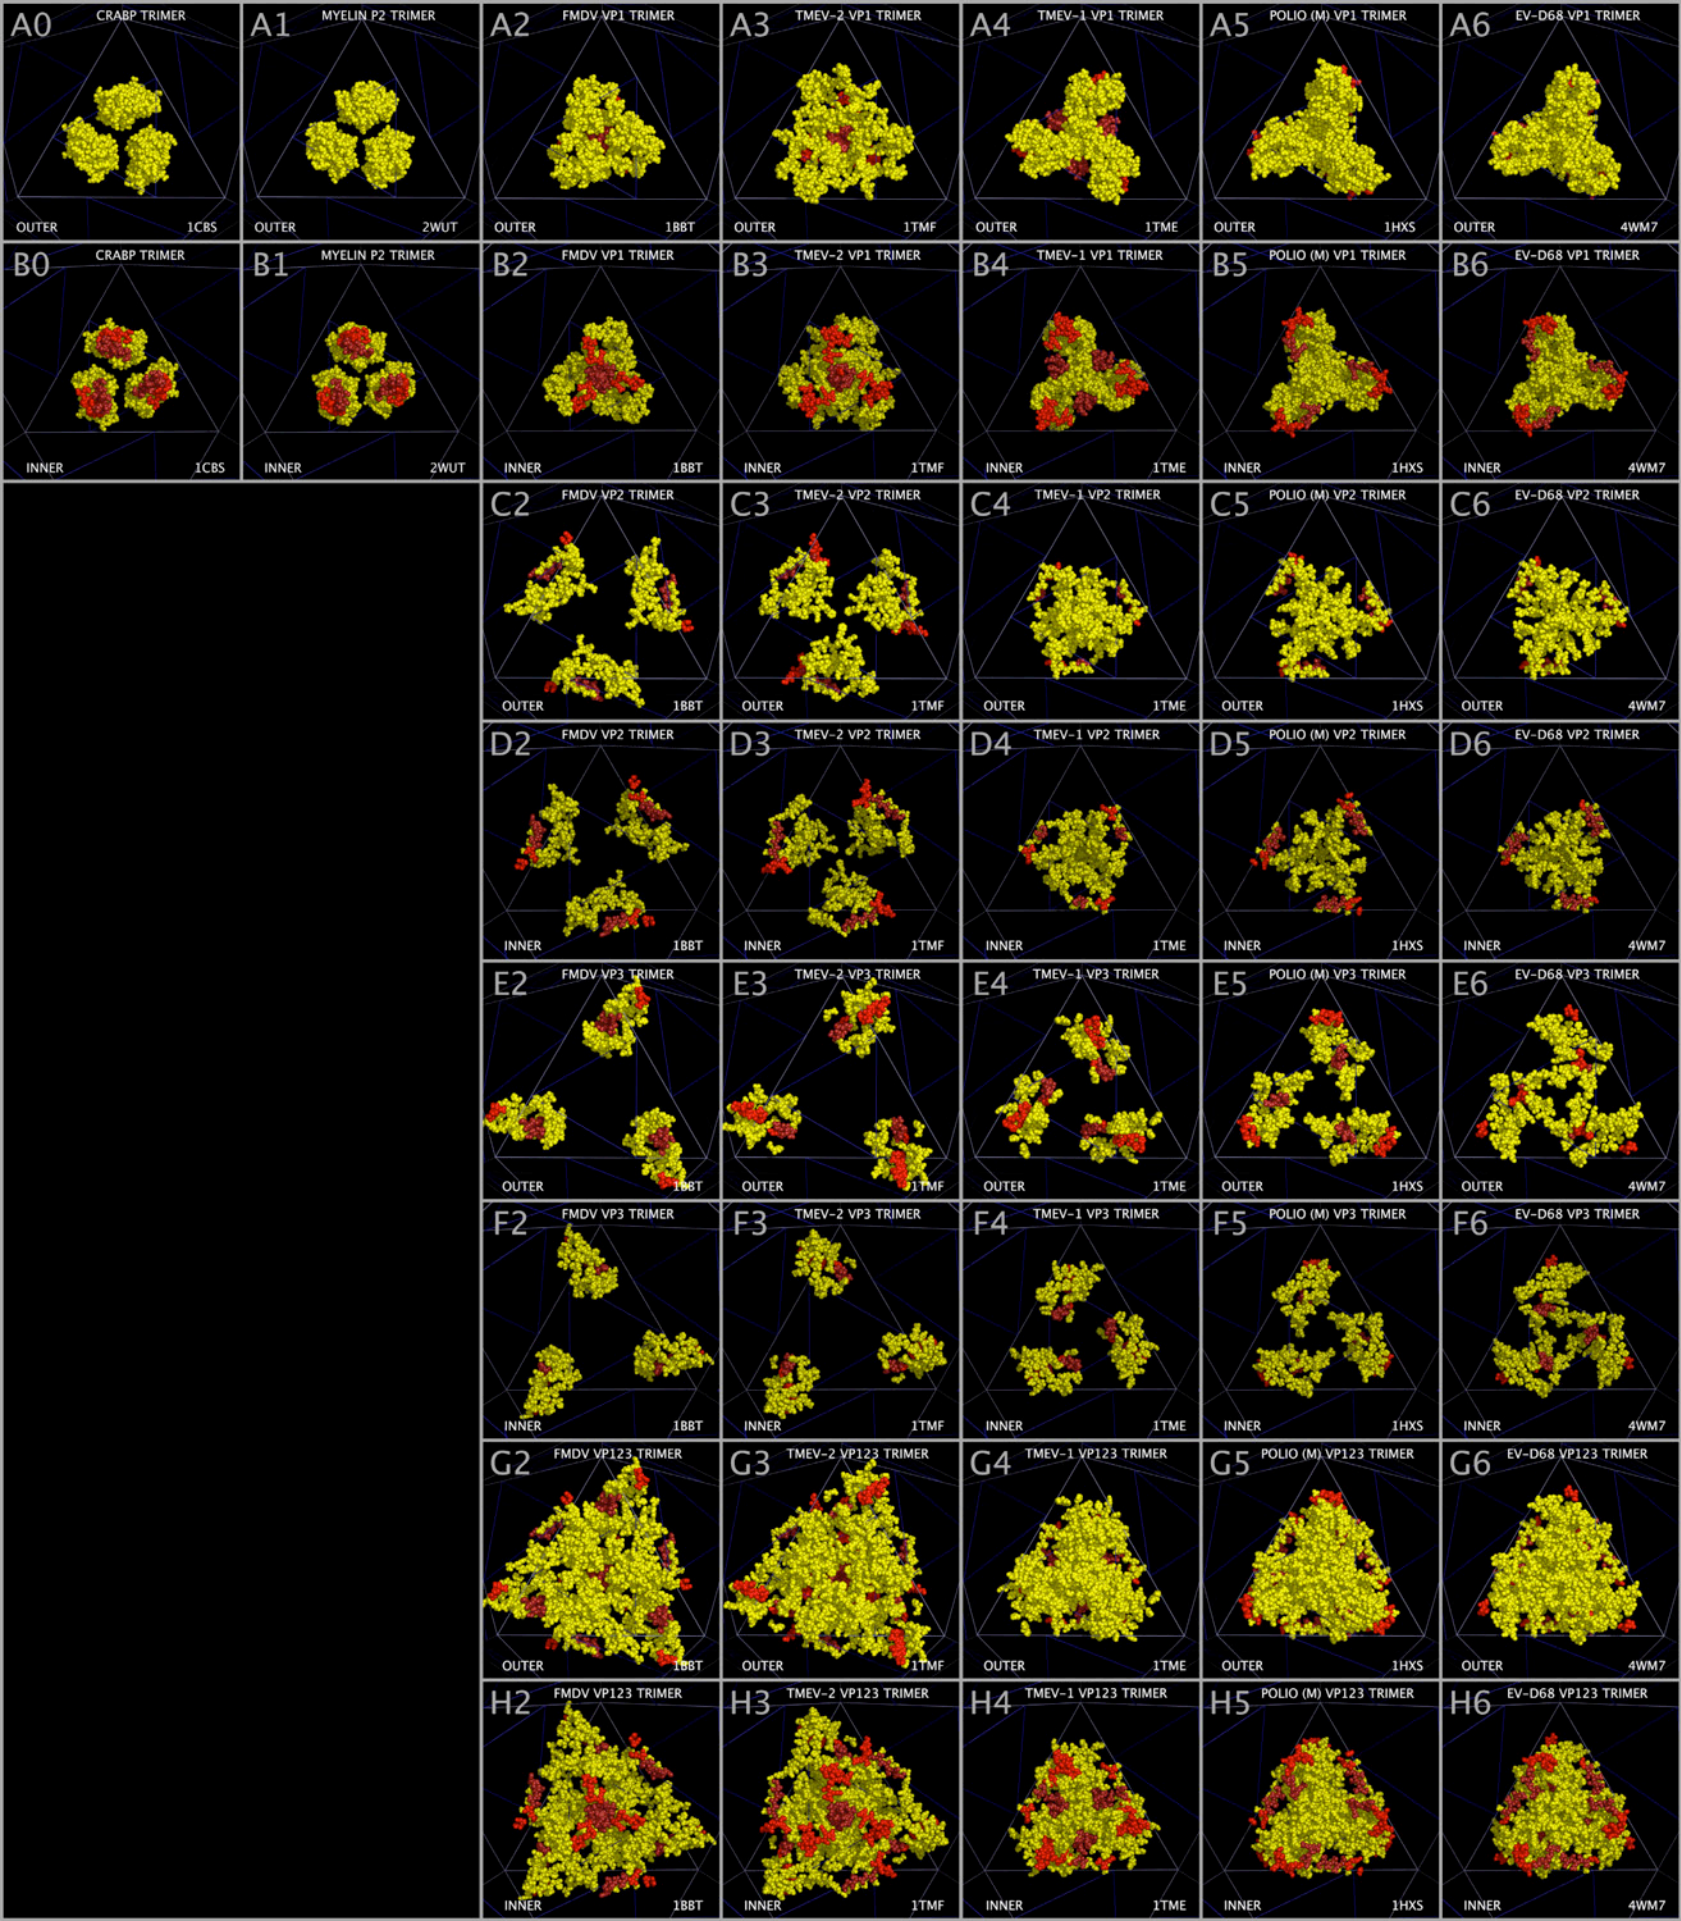 A0 CRABP TRIMER
OUTER 1CBS
A1 MYELIN P2 TRIMER
OUTER 2WUT
A2 FMDV VP1 TRIMER
OUTER 1BBT
A3 TMEV-2 VP1 TRIMER
OUTER 1TMF
A4 TMEV-1 VP1 TRIMER
OUTER 1TME
A5 POLIO (M) VP1 TRIMER
OUTER 1HXS
A6 EV-D68 VP1 TRIMER
OUTER 4WM7
B0 CRABP TRIMER
INNER 1CBS
B1 MYELIN P2 TRIMER
INNER 2WUT
B2 FMDV VP1 TRIMER
INNER 1BBT
B3 TMEV-2 VP1 TRIMER
INNER 1TMF
B4 TMEV-1 VP1 TRIMER
INNER 1TME
B5 POLIO (M) VP1 TRIMER
INNER 1HXS
B6 EV-D68 VP1 TRIMER
INNER 4WM7
C2 FMDV VP2 TRIMER
OUTER 1BBT
C3 TMEV-2 VP2 TRIMER
OUTER 1TMF
C4 TMEV-1 VP2 TRIMER
OUTER 1TME
C5 POLIO (M) VP2 TRIMER
OUTER 1HXS
C6 EV-D68 VP2 TRIMER
OUTER 4WM7
D2 FMDV VP2 TRIMER
INNER 1BBT
D3 TMEV-2 VP2 TRIMER
INNER 1TMF
D4 TMEV-1 VP2 TRIMER
INNER 1TME
D5 POLIO (M) VP2 TRIMER
INNER 1HXS
D6 EV-D68 VP2 TRIMER
INNER 4WM7
E2 FMDV VP3 TRIMER
OUTER 1BBT
E3 TMEV-2 VP3 TRIMER
OUTER 1TMF
E4 TMEV-1 VP3 TRIMER
OUTER 1TME
E5 POLIO (M) VP3 TRIMER
OUTER 1HXS
E6 EV-D68 VP3 TRIMER
OUTER 4WM7
F2 FMDV VP3 TRIMER
INNER 1BBT
F3 TMEV-2 VP3 TRIMER
INNER 1TMF
F4 TMEV-1 VP3 TRIMER
INNER 1TME
F5 POLIO (M) VP3 TRIMER
INNER 1HXS
F6 EV-D68 VP3 TRIMER
INNER 4WM7
G2 FMDV VP123 TRIMER
OUTER 1BBT
G3 TMEV-2 VP123 TRIMER
OUTER 1TMF
G4 TMEV-1 VP123 TRIMER
OUTER 1TME
G5 POLIO (M) VP123 TRIMER
OUTER 1HXS
G6 EV-D68 VP123 TRIMER
OUTER 4WM7
H2 FMDV VP123 TRIMER
INNER 1BBT
H3 TMEV-2 VP123 TRIMER
INNER 1TMF
H4 TMEV-1 VP123 TRIMER
INNER 1TME
H5 POLIO (M) VP123 TRIMER
INNER 1HXS
H6 EV-D68 VP123 TRIMER
INNER 4WM7